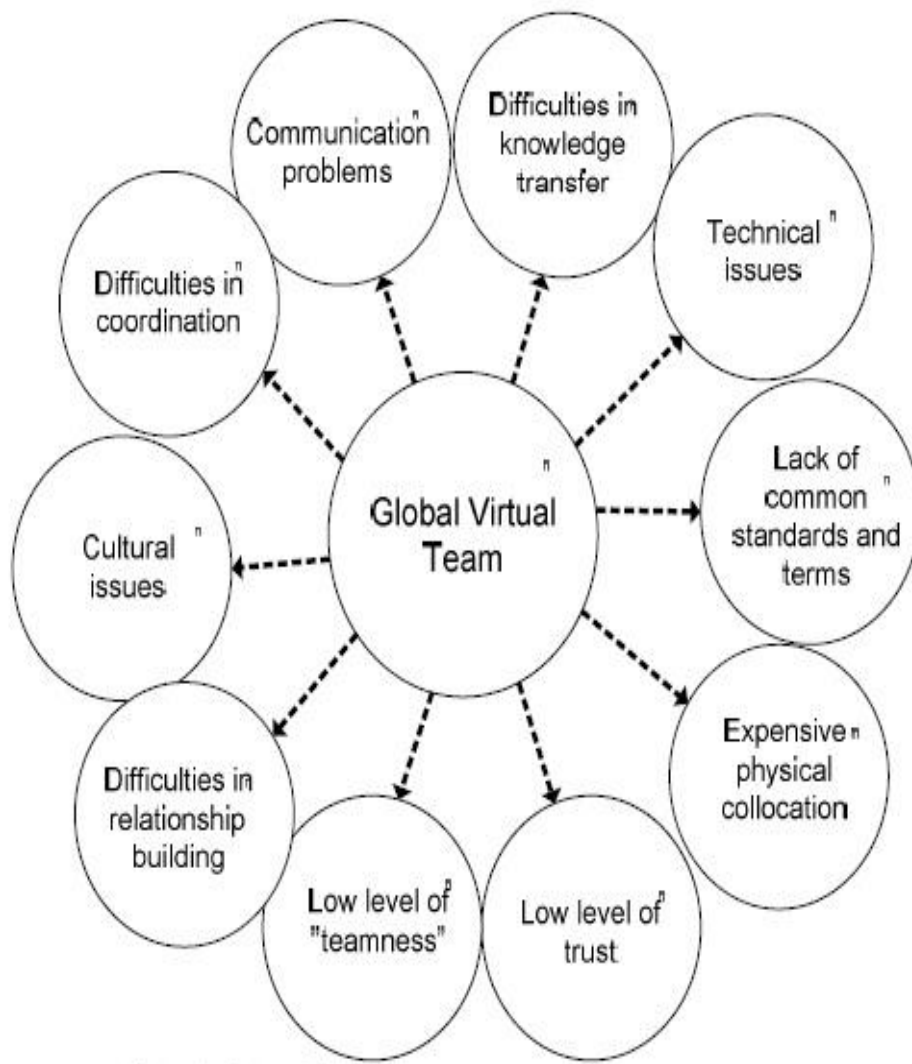 Communication
problems
Difficulties in
knowledge
transfer
Technical
issues
Difficulties in
coordination
Lack of
common
standards and
terms
Global Virtual
Team
Cultural
issues
Expensive
physical
collocation
Difficulties in
relationship
building
Low level of
"teamness"
Low level of
trust